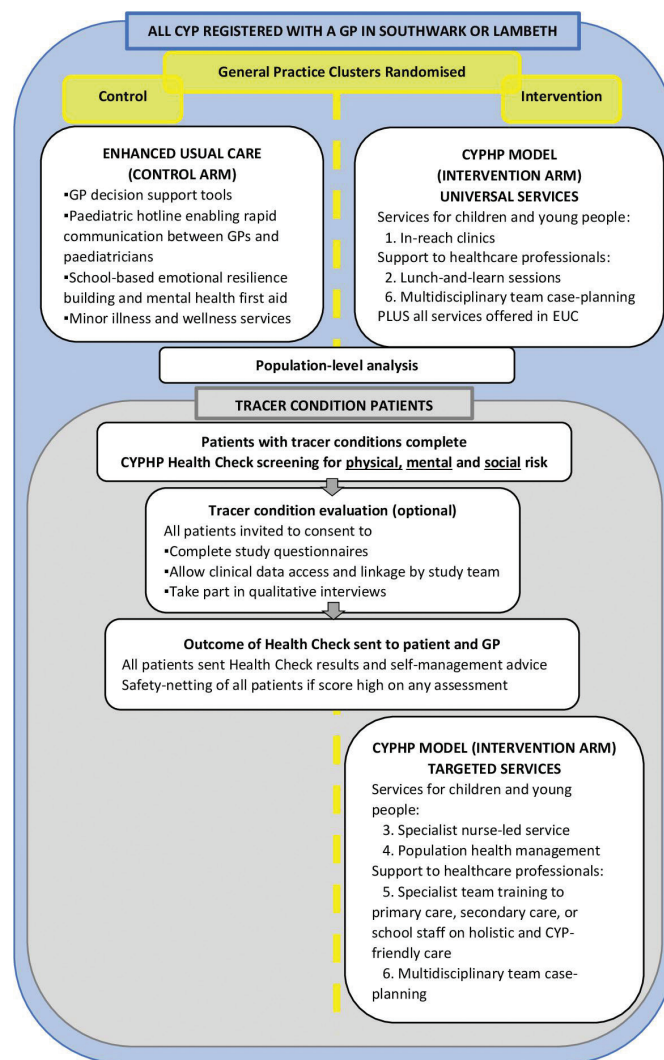 ALL CYP REGISTERED WITH A GP IN SOUTHWARK OR LAMBETH
General Practice Clusters Randomised
Control
Intervention
ENHANCED USUAL CARE
(CONTROL ARM)
▪GP decision support tools
▪Paediatric hotline enabling rapid
communication between GPs and
paediatricians
▪School-based emotional resilience
building and mental health first aid
▪Minor illness and wellness services
CYPHP MODEL
(INTERVENTION ARM)
UNIVERSAL SERVICES
Services for children and young people:
1. In-reach clinics
Support to healthcare professionals:
2. Lunch-and-learn sessions
6. Multidisciplinary team case-planning
PLUS all services offered in EUC
Population-level analysis
TRACER CONDITION PATIENTS
Patients with tracer conditions complete
CYPHP Health Check screening for physical, mental and social risk
Tracer condition evaluation (optional)
All patients invited to consent to
▪Complete study questionnaires
▪Allow clinical data access and linkage by study team
▪Take part in qualitative interviews
Outcome of Health Check sent to patient and GP
All patients sent Health Check results and self-management advice
Safety-netting of all patients if score high on any assessment
CYPHP MODEL (INTERVENTION ARM)
TARGETED SERVICES
Services for children and young
people:
3. Specialist nurse-led service
4. Population health management
Support to healthcare professionals:
5. Specialist team training to
primary care, secondary care, or
school staff on holistic and CYP-
friendly care
6. Multidisciplinary team case-
planning